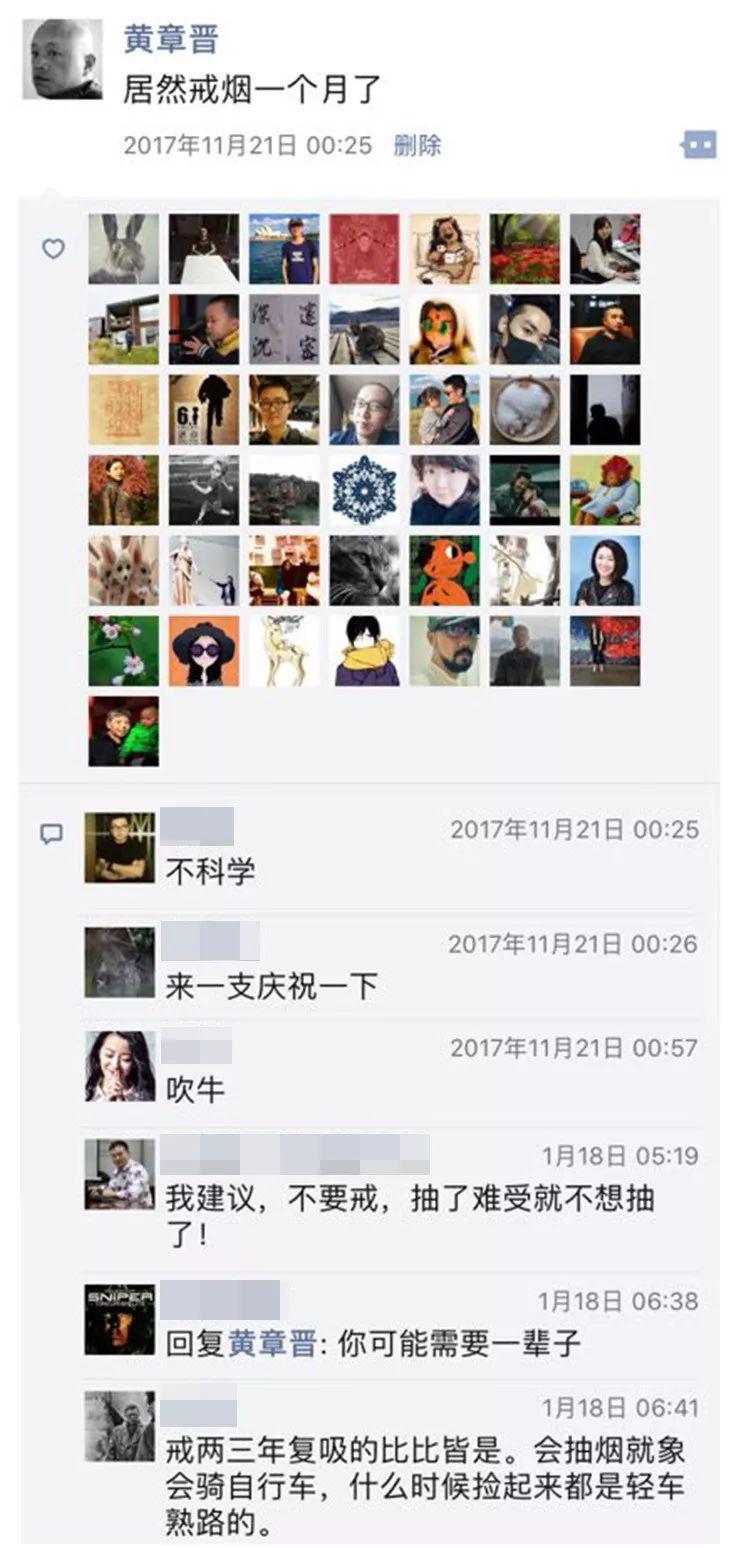 黄章晋
居然戒烟一个月了
2017年11月21日 00:25 删除
深 遠
沉 密
6.1
2017年11月21日 00:25
不科学
2017年11月21日 00:26
来一支庆祝一下
2017年11月21日 00:57
吹牛
1月18日 05:19
我建议，不要戒，抽了难受就不想抽
了！
1月18日 06:38
SNIPER
回复黄章晋: 你可能需要一辈子
1月18日 06:41
戒两三年复吸的比比皆是。会抽烟就象
会骑自行车，什么时候捡起来都是轻车
熟路的。